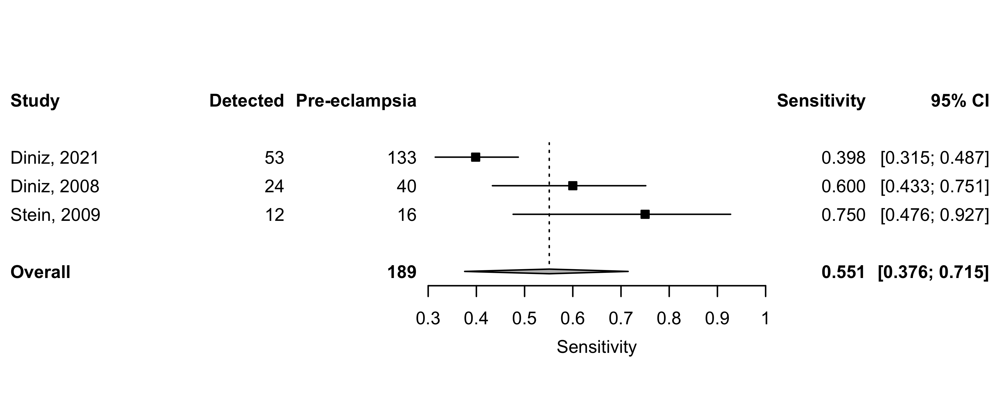 Study Detected Pre-eclampsia Sensitivity 95% CI
Diniz, 2021 53 133 0.398 [0.315; 0.487]
Diniz, 2008 24 40 0.600 [0.433; 0.751]
Stein, 2009 12 16 0.750 [0.476; 0.927]
Overall 189 0.551 [0.376; 0.715]
0.3 0.4 0.5 0.6 0.7 0.8 0.9 1
Sensitivity